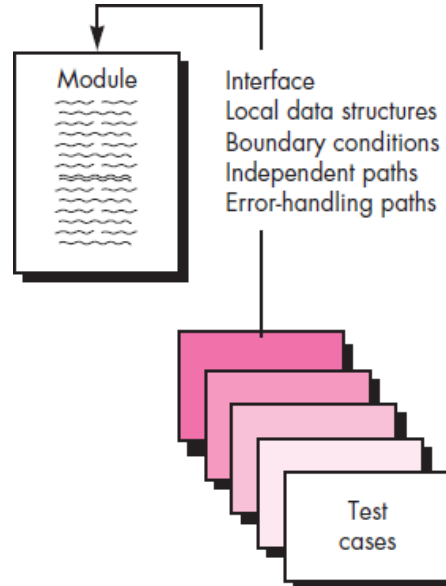 Module
Interface
Local data structures
Boundary conditions
Independent paths
Error-handling paths
Test
cases